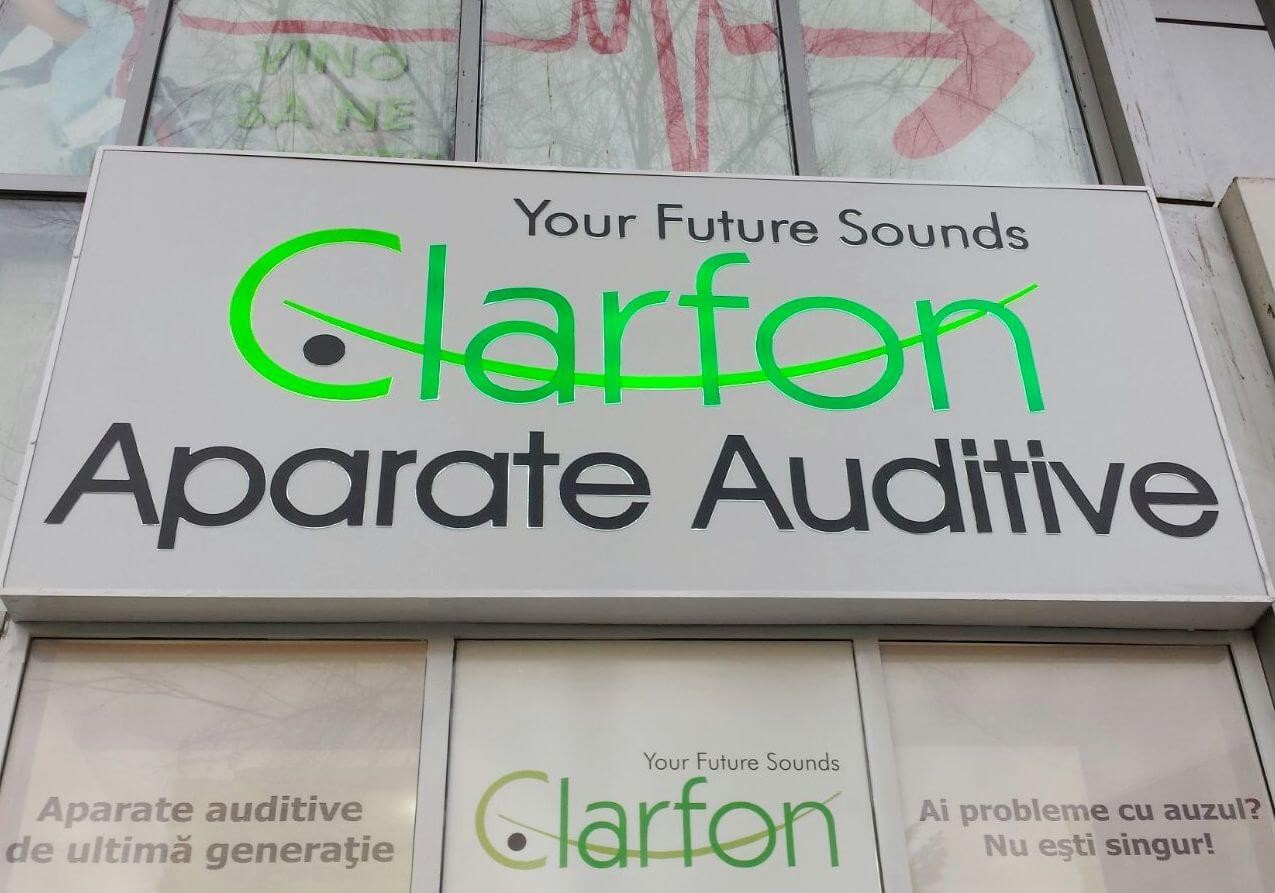 VINO
SA NE
Your Future Sounds
Clarfon
Aparate Auditive
Aparate auditive
de ultimă generaţie
Your Future Sounds
Clarfon
Ai probleme cu auzul?
Nu eşti singur!